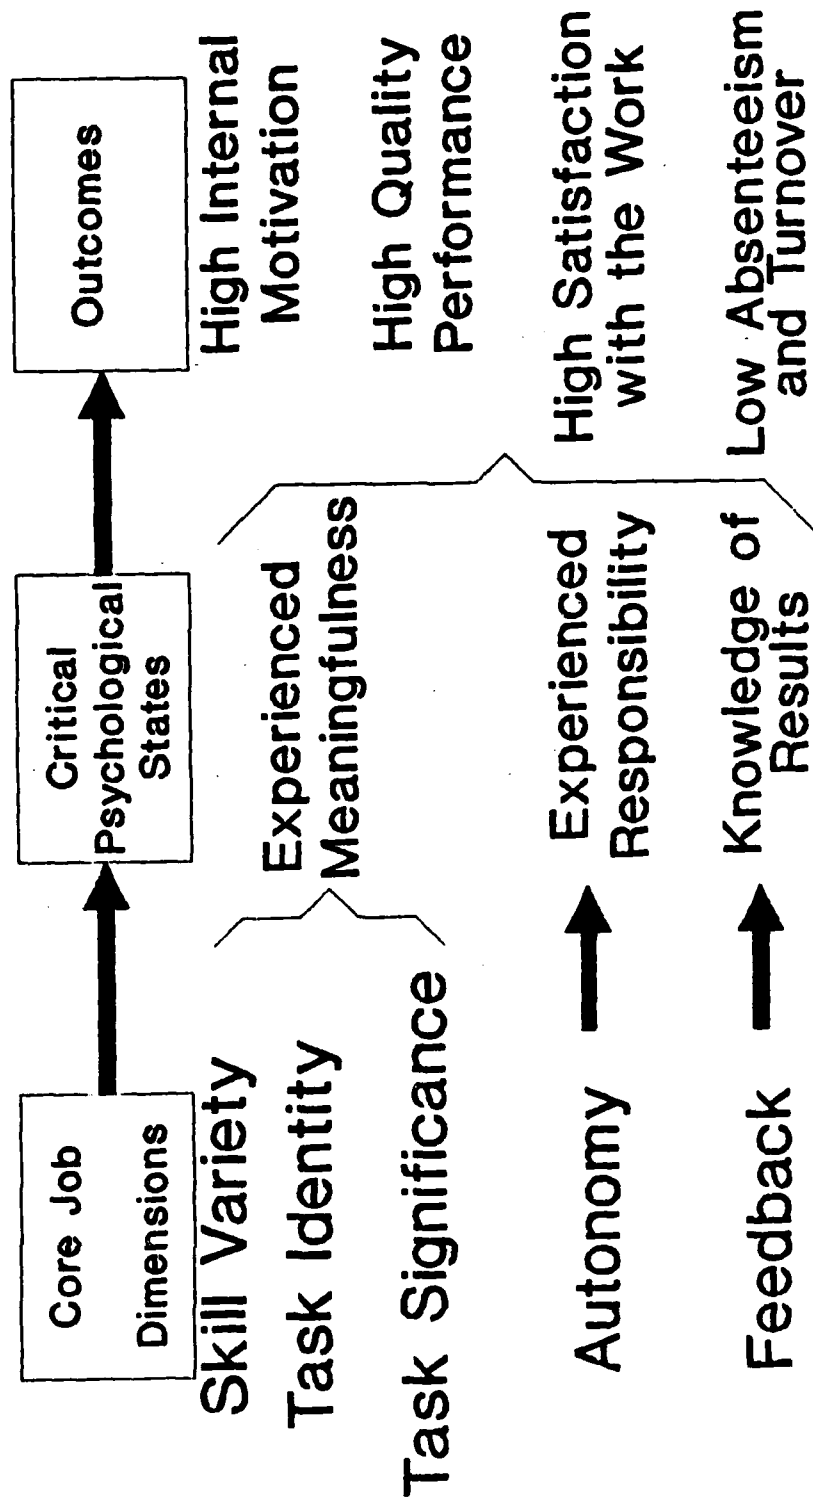 Core Job
Dimensions
Critical
Psychological
States
Outcomes
Skill Variety
Task Identity
Task Significance
Experienced
Meaningfulness
High Internal
Motivation
High Quality
Performance
Autonomy
Experienced
Responsibility
High Satisfaction
with the Work
Feedback
Knowledge of
Results
Low Absenteeism
and Turnover